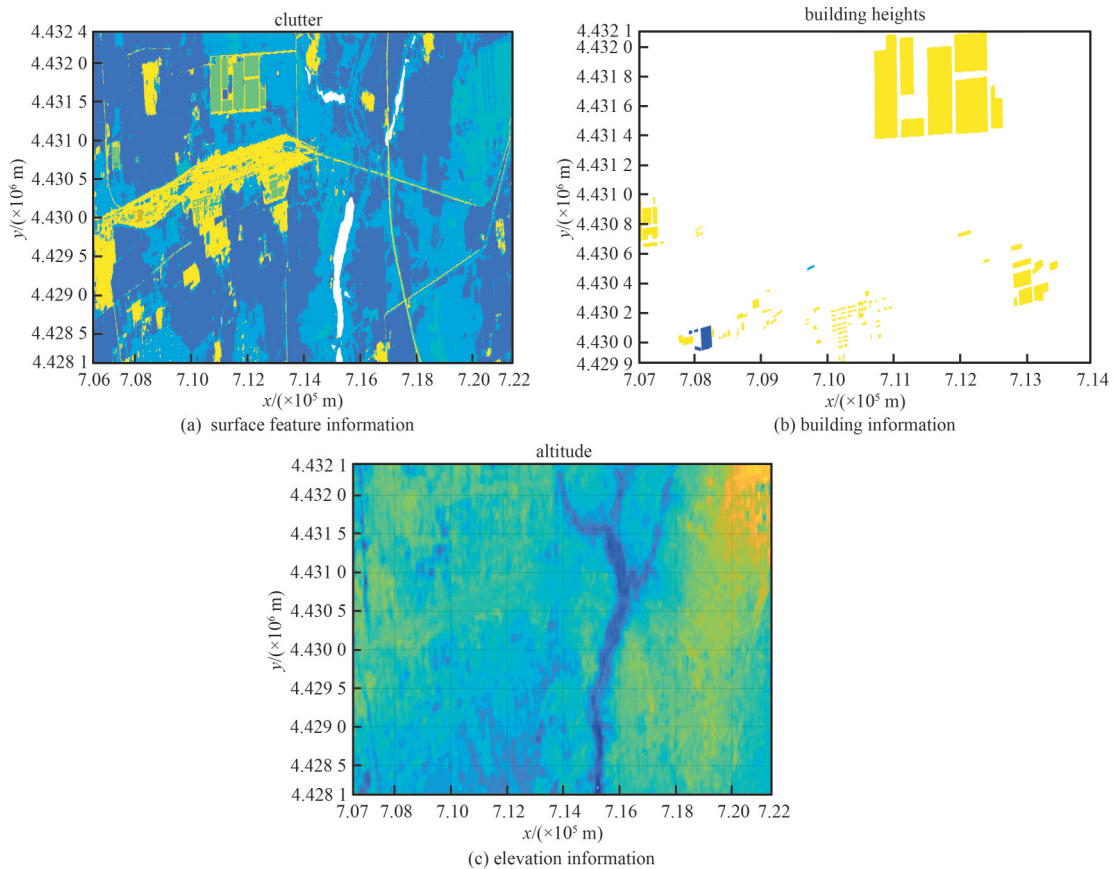 clutter
4.432 4
4.432 0
4.431 5
4.431 0
4.430 5
4.430 0
4.429 5
4.429 0
4.428 5
4.428 1
y/(×10⁶ m)
7.06 7.08 7.10 7.12 7.14 7.16 7.18 7.20 7.22
x/(×10⁵ m)
(a) surface feature information
building heights
4.432 1
4.431 8
4.431 6
4.431 4
4.431 2
4.431 0
4.430 8
4.430 6
4.430 4
4.430 2
4.430 0
4.429 9
y/(×10⁶ m)
7.07 7.08 7.09 7.10 7.11 7.12 7.13 7.14
x/(×10⁵ m)
(b) building information
altitude
4.432 1
4.432 0
4.431 5
4.431 0
4.430 5
4.430 0
4.429 5
4.429 0
4.428 5
4.428 1
y/(×10⁶ m)
7.07 7.08 7.10 7.12 7.14 7.16 7.18 7.20 7.22
x/(×10⁵ m)
(c) elevation information